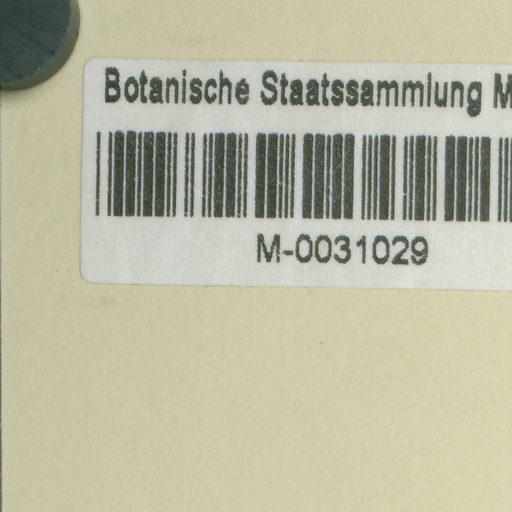 Botanische Staatssammlung M
M-0031029